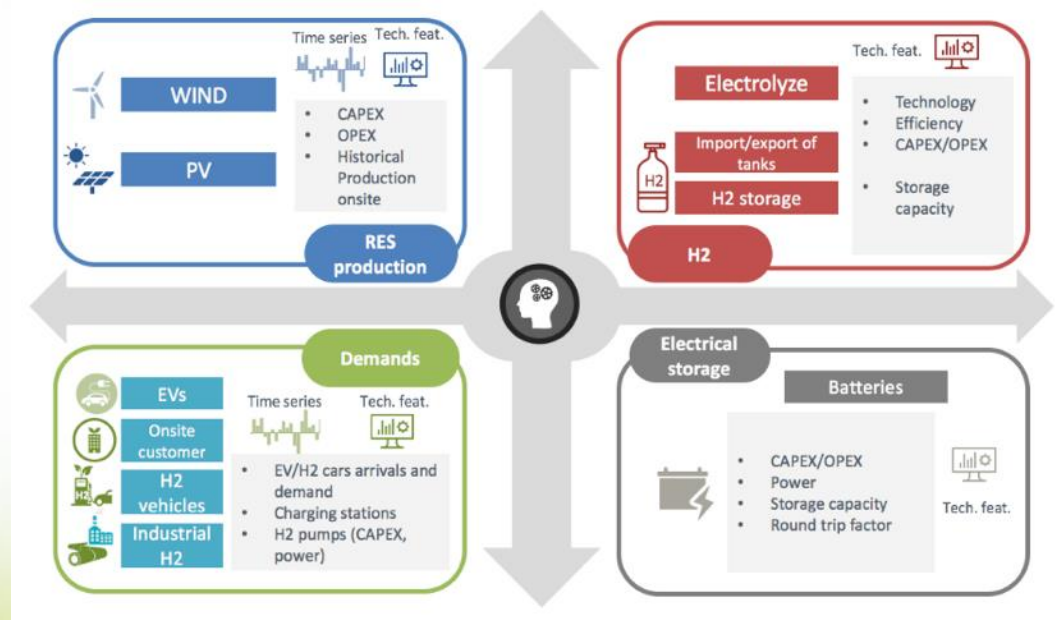 Time series
Tech. feat.
WIND
PV
• CAPEX
• OPEX
• Historical
Production
onsite
RES
production
Tech. feat.
Electrolyze
Import/export of
tanks
H2
H2 storage
• Technology
• Efficiency
• CAPEX/OPEX
• Storage
capacity
H2
Demands
EVs
Onsite
customer
H2
H2
vehicles
Industrial
H2
Time series
Tech. feat.
• EV/H2 cars arrivals and
demand
• Charging stations
• H2 pumps (CAPEX,
power)
Electrical
storage
Batteries
• CAPEX/OPEX
• Power
• Storage capacity
• Round trip factor
Tech. feat.